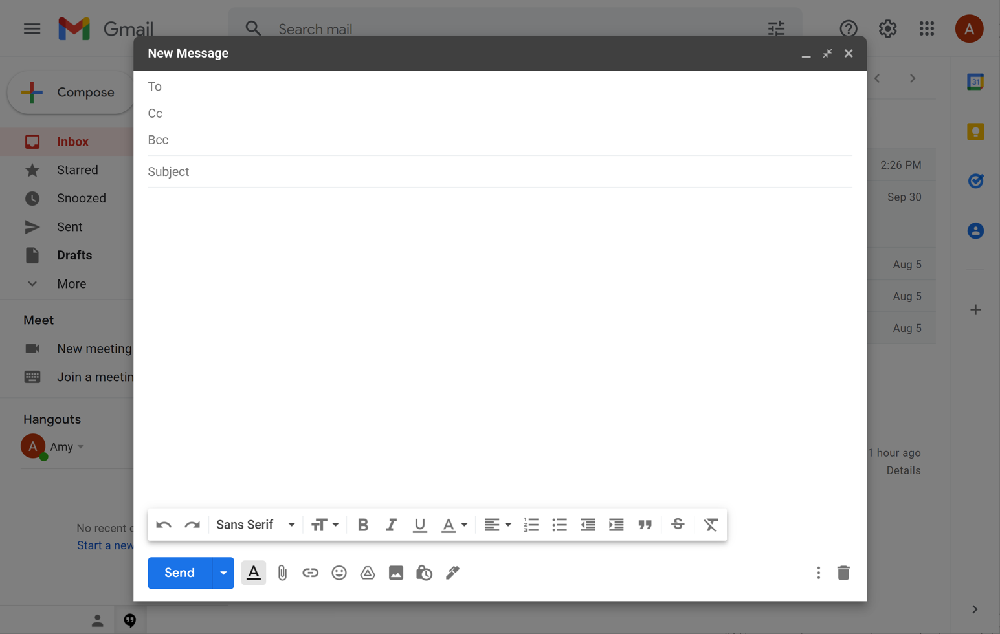 Gmail
Search mail
A
New Message
Compose
To
Cc
Bcc
Subject
Inbox
Starred
Snoozed
Sent
Drafts
More
Meet
New meeting
Join a
Hangouts
A
Amy
No recent
Start a new
31
2:26 PM
Sep 30
Aug 5
Aug 5
Aug 5
1 hour ago
Details
Sans Serif
Send